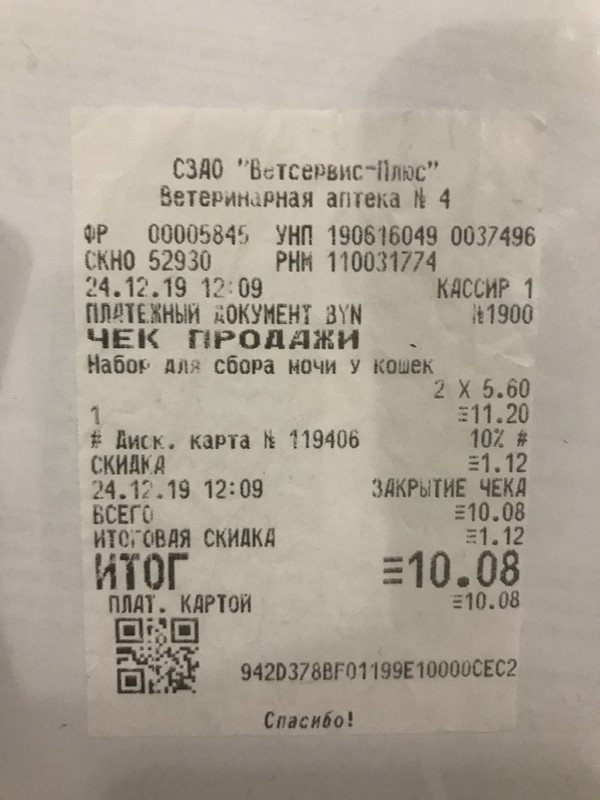 СЗАО "Ветсервис-Плюс"
Ветеринарная аптека № 4
ФР 00005845 УНП 190616049 0037496
СКНО 52930 РНМ 110031774
24.12.19 12:09 КАССИР 1
ПЛАТЕЖНЫЙ ДОКУМЕНТ BYN №1900
ЧЕК ПРОДАЖИ
Набор для сбора мочи у кошек
2 X 5.60
1 ≡11.20
# Диск. карта № 119406 10% #
СКИДКА ≡1.12
24.12.19 12:09 ЗАКРЫТИЕ ЧЕКА
ВСЕГО ≡10.08
ИТОГОВАЯ СКИДКА ≡1.12
ИТОГ ≡10.08
ПЛАТ. КАРТОЙ ≡10.08
942D378BF01199E10000CEC2
Спасибо!